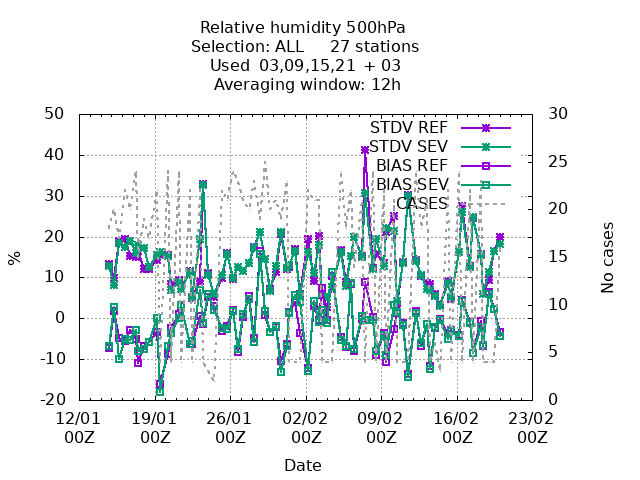 Relative humidity 500hPa
Selection: ALL 27 stations
Used 03,09,15,21 + 03
Averaging window: 12h
STDV REF
STDV SEV
BIAS REF
BIAS SEV
CASES
50
40
30
20
10
0
-10
-20
%
30
25
20
15
10
5
0
No cases
12/01 19/01 26/01 02/02 09/02 16/02 23/02
00Z 00Z 00Z 00Z 00Z 00Z 00Z
Date